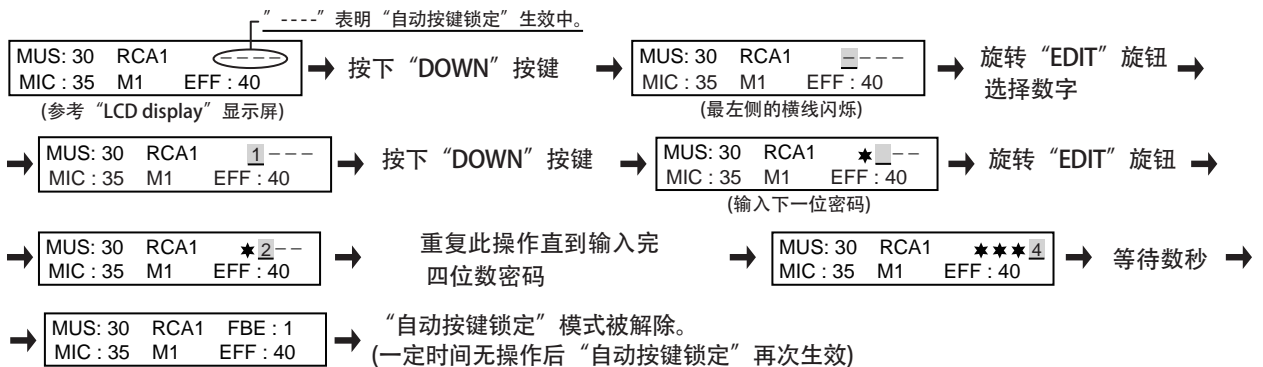 "----"表明"自动按键锁定"生效中。
MUS: 30 RCA1 ----
MIC : 35 M1 EFF : 40
(参考"LCD display"显示屏)
➡ 按下"DOWN"按键 ➡
MUS: 30 RCA1 ----
MIC : 35 M1 EFF : 40
(最左侧的横线闪烁)
➡ 旋转"EDIT"旋钮 ➡
选择数字
➡ MUS: 30 RCA1 1---
MIC : 35 M1 EFF : 40
➡ 按下"DOWN"按键 ➡
MUS: 30 RCA1 ★_--
MIC : 35 M1 EFF : 40
(输入下一位密码)
➡ 旋转"EDIT"旋钮 ➡
➡ MUS: 30 RCA1 ★2--
MIC : 35 M1 EFF : 40
➡ 重复此操作直到输入完
四位数密码
➡ MUS: 30 RCA1 ★★★4
MIC : 35 M1 EFF : 40
➡ 等待数秒 ➡
➡ MUS: 30 RCA1 FBE : 1
MIC : 35 M1 EFF : 40
➡ "自动按键锁定"模式被解除。
(一定时间无操作后"自动按键锁定"再次生效)